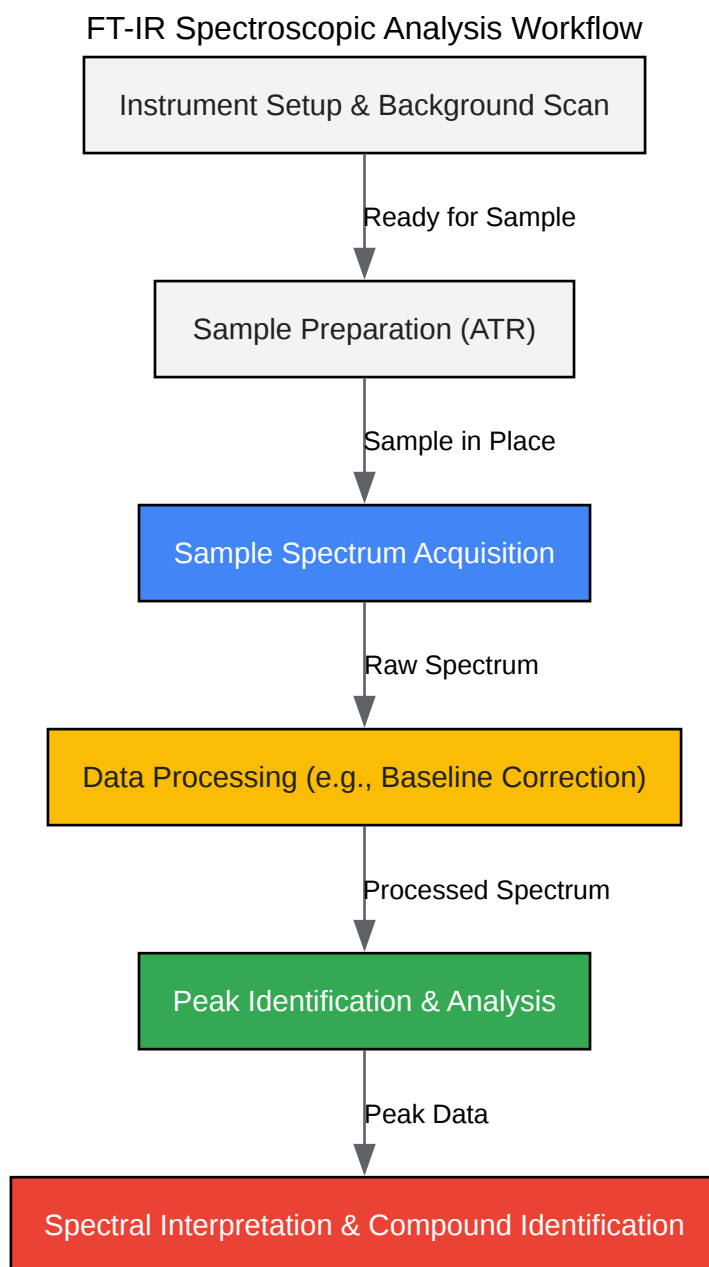 FT-IR Spectroscopic Analysis Workflow
Instrument Setup & Background Scan
Ready for Sample
Sample Preparation (ATR)
Sample in Place
Sample Spectrum Acquisition
Raw Spectrum
Data Processing (e.g., Baseline Correction)
Processed Spectrum
Peak Identification & Analysis
Peak Data
Spectral Interpretation & Compound Identification